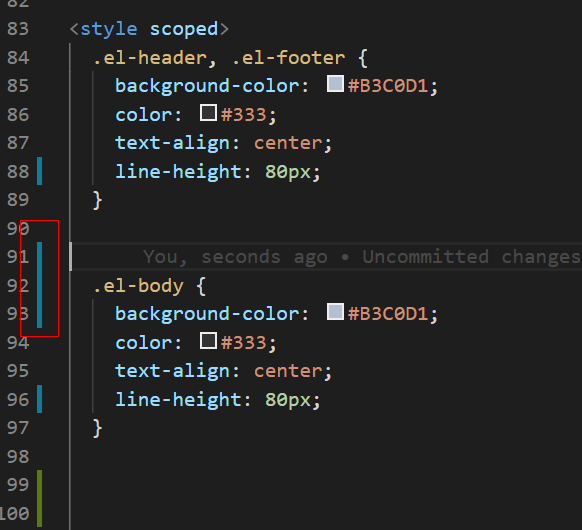 82
83 <style scoped>
84 .el-header, .el-footer {
85 background-color: #B3C0D1;
86 color: #333;
87 text-align: center;
88 line-height: 80px;
89 }
90
91 You, seconds ago • Uncommitted changes
92 .el-body {
93 background-color: #B3C0D1;
94 color: #333;
95 text-align: center;
96 line-height: 80px;
97 }
98
99
100